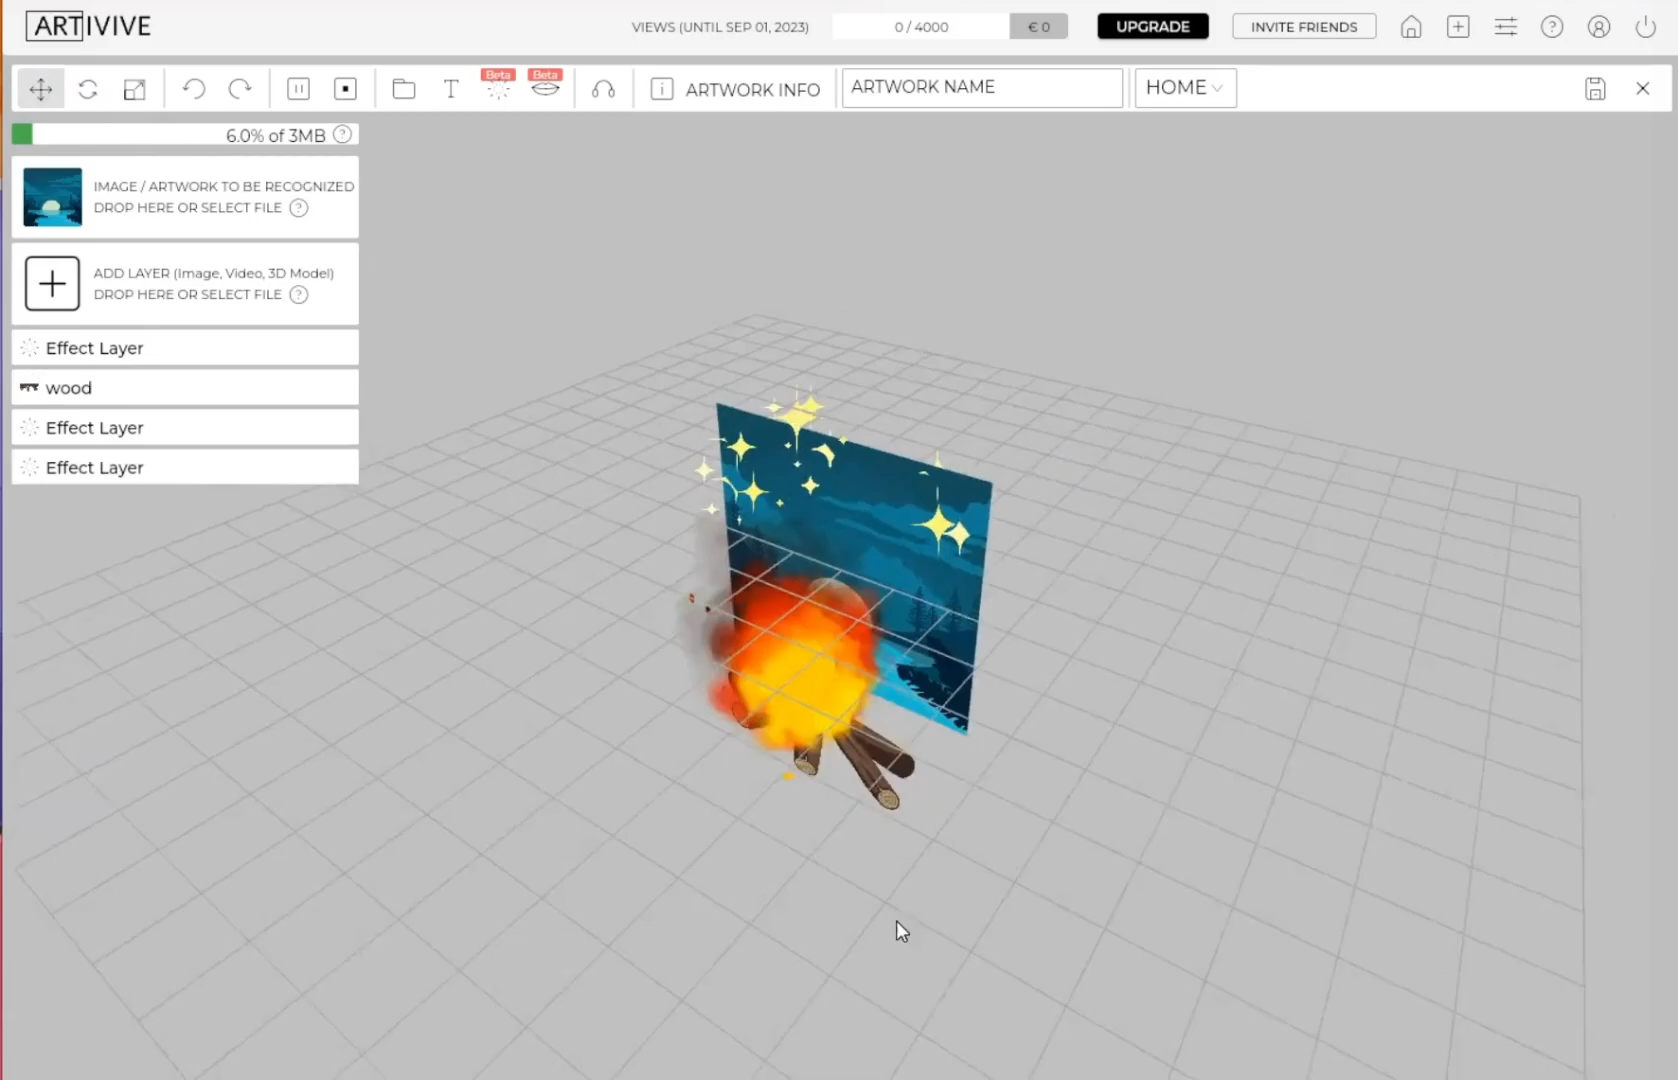 ARTIVIVE
VIEWS (UNTIL SEP 01, 2023)
0 / 4000
€ 0
UPGRADE
INVITE FRIENDS
?
Beta
Beta
T
i
ARTWORK INFO
ARTWORK NAME
HOME
6.0% of 3MB ?
IMAGE / ARTWORK TO BE RECOGNIZED
DROP HERE OR SELECT FILE ?
ADD LAYER (Image, Video, 3D Model)
DROP HERE OR SELECT FILE ?
Effect Layer
wood
Effect Layer
Effect Layer